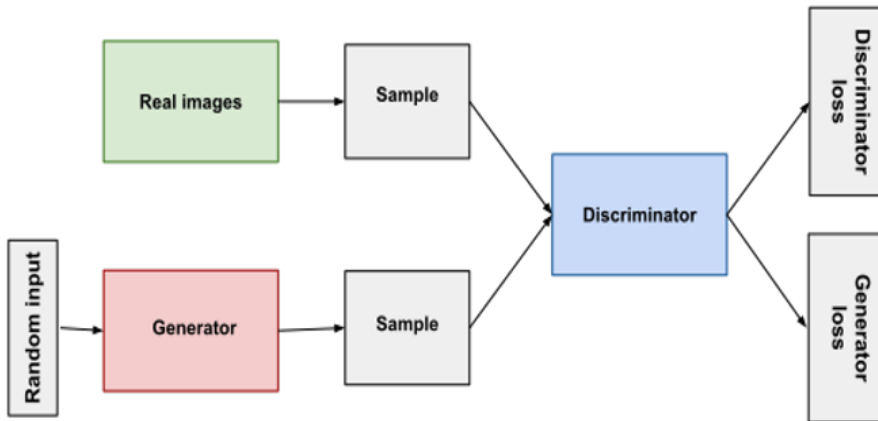 Real images
Sample
Discriminator
loss
Discriminator
Random input
Generator
Sample
Generator
loss